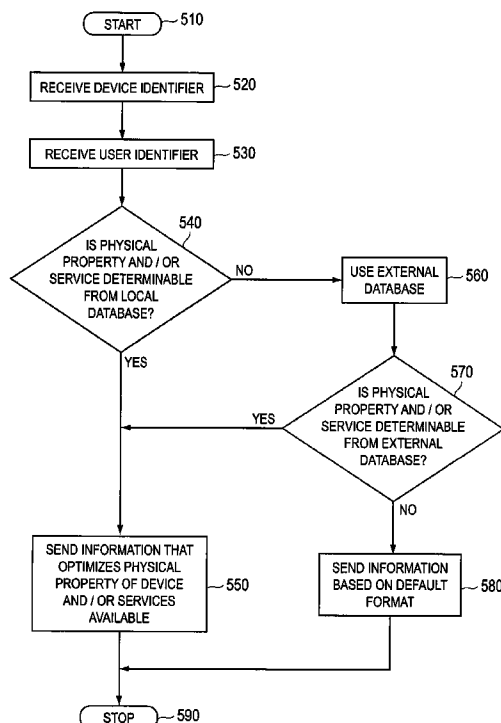 START
510
RECEIVE DEVICE IDENTIFIER
520
RECEIVE USER IDENTIFIER
530
540
IS PHYSICAL
PROPERTY AND / OR
SERVICE DETERMINABLE
FROM LOCAL
DATABASE?
NO
YES
USE EXTERNAL
DATABASE
560
570
IS PHYSICAL
PROPERTY AND / OR
SERVICE DETERMINABLE
FROM EXTERNAL
DATABASE?
YES
NO
SEND INFORMATION THAT
OPTIMIZES PHYSICAL
PROPERTY OF DEVICE
AND / OR SERVICES
AVAILABLE
550
SEND INFORMATION
BASED ON DEFAULT
FORMAT
580
STOP
590